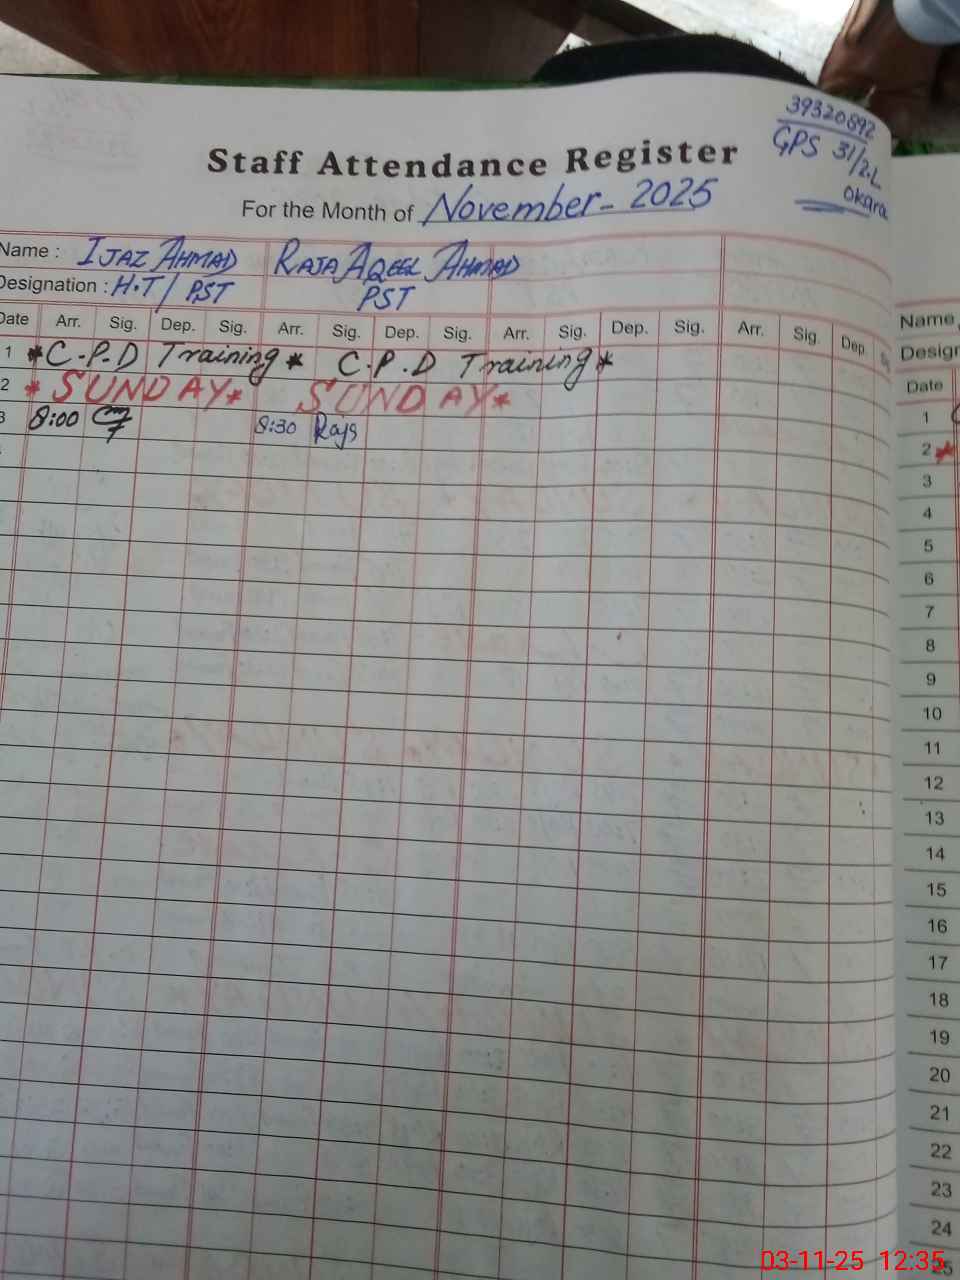 39320892
GPS 31/2.L
okara
Staff Attendance Register
For the Month of November - 2025
Name : IJAZ AHMAD RAJA AQEEL AHMAD
Designation : H.T / PST PST
Date Arr. Sig. Dep. Sig. Arr. Sig. Dep. Sig. Arr. Sig. Dep. Sig. Arr. Sig. Dep.
1 * C.P.D Training * C.P.D Training *
2 * SUNDAY * SUNDAY *
3 8:00 8:30
Name
Date
1
2 *
3
4
5
6
7
8
9
10
11
12
13
14
15
16
17
18
19
20
21
22
23
24
25
03-11-25 12:35